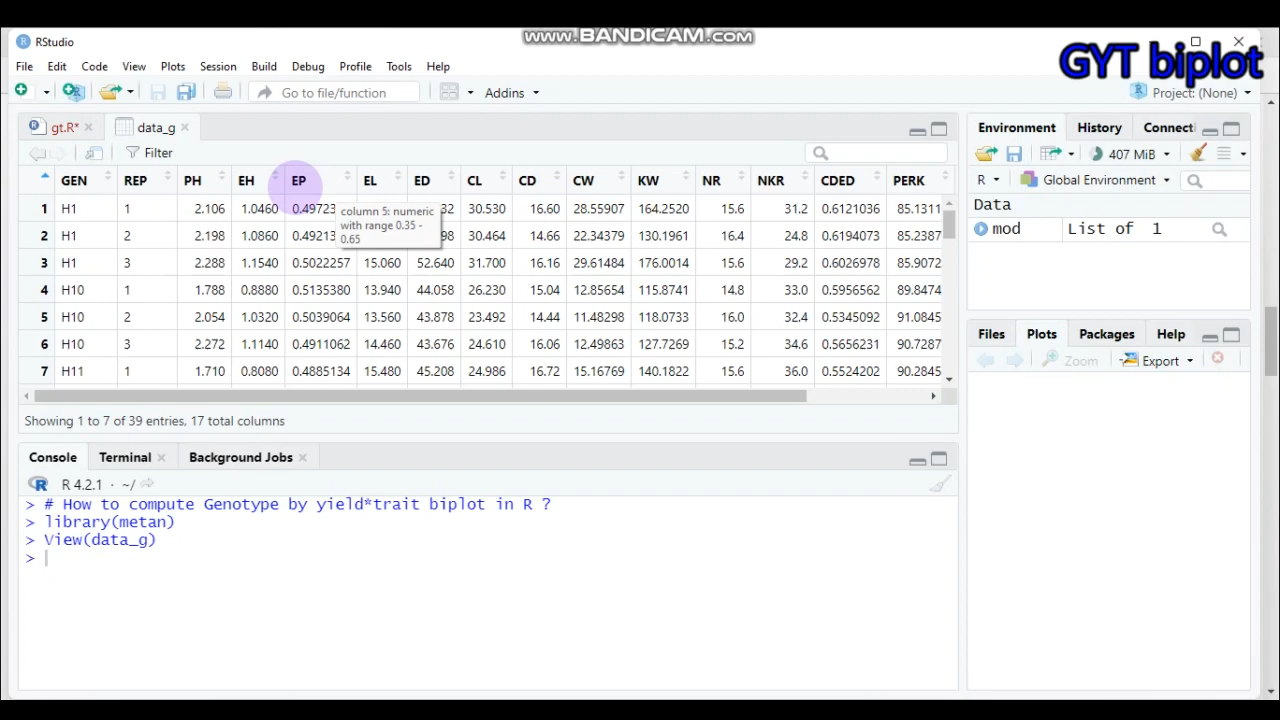 www.BANDICAM.com
RStudio
GYT biplot
File Edit Code View Plots Session Build Debug Profile Tools Help
Go to file/function Addins Project: (None)
gt.R* data_g
Filter
GEN REP PH EH EP EL ED CL CD CW KW NR NKR CDED PERK
1 H1 1 2.106 1.0460 0.49723 32 30.530 16.60 28.55907 164.2520 15.6 31.2 0.6121036 85.1311
2 H1 2 2.198 1.0860 0.49213 98 30.464 14.66 22.34379 130.1961 16.4 24.8 0.6194073 85.2387
3 H1 3 2.288 1.1540 0.5022257 15.060 52.640 31.700 16.16 29.61484 176.0014 15.6 29.2 0.6026978 85.9072
4 H10 1 1.788 0.8880 0.5135380 13.940 44.058 26.230 15.04 12.85654 115.8741 14.8 33.0 0.5956562 89.8474
5 H10 2 2.054 1.0320 0.5039064 13.560 43.878 23.492 14.44 11.48298 118.0733 16.0 32.4 0.5345092 91.0845
6 H10 3 2.272 1.1140 0.4911062 14.460 43.676 24.610 16.06 12.49863 127.7269 15.2 34.6 0.5656231 90.7287
7 H11 1 1.710 0.8080 0.4885134 15.480 45.208 24.986 16.72 15.16769 140.1822 15.6 36.0 0.5524202 90.2845
column 5: numeric
with range 0.35 -
0.65
Showing 1 to 7 of 39 entries, 17 total columns
Console Terminal Background Jobs
R 4.2.1 · ~/
> # How to compute Genotype by yield*trait biplot in R ?
> library(metan)
> View(data_g)
>
Environment History Connecti
407 MiB
R Global Environment
Data
mod List of 1
Files Plots Packages Help
Zoom Export